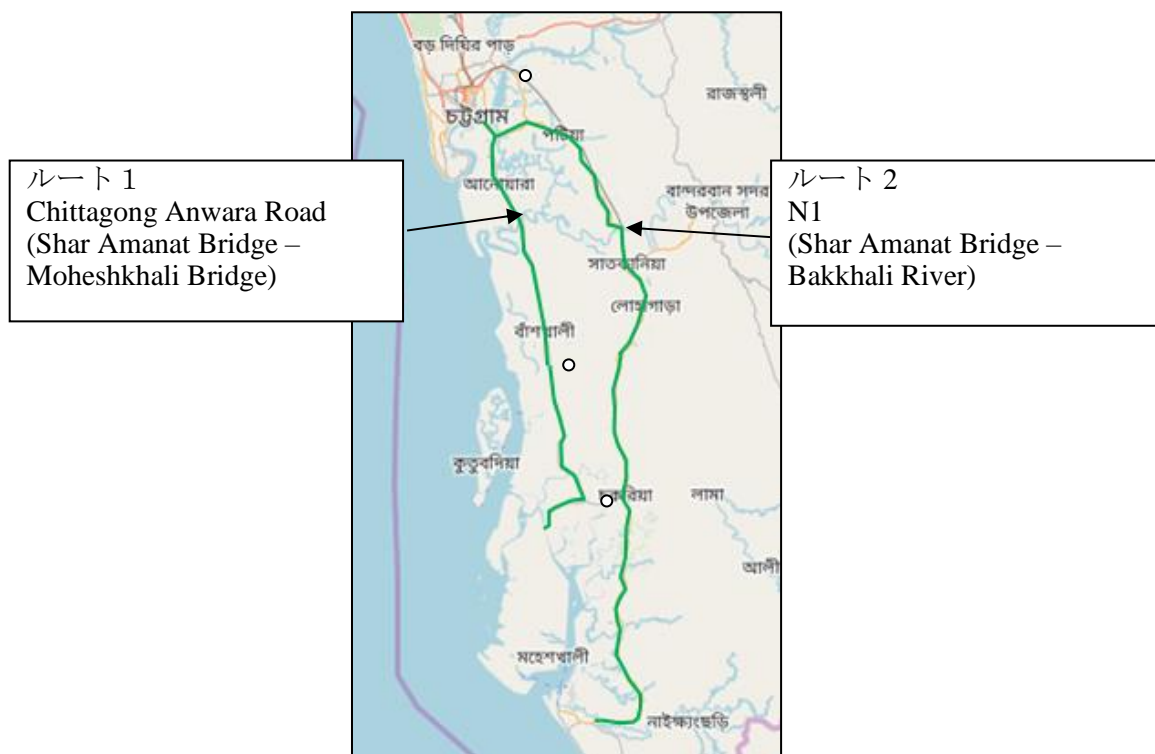 বড় দিঘির পাড়
রাজস্থলী
চট্টগ্রাম
পটিয়া
ルート 1
Chittagong Anwara Road
(Shar Amanat Bridge –
Moheshkhali Bridge)
আনোয়ারা
বান্দরবান সদর
উপজেলা
ルート 2
N1
(Shar Amanat Bridge –
Bakkhali River)
সাতকানিয়া
লোহাগাড়া
বাঁশখালী
কুতুবদিয়া
চকরিয়া
লামা
আলী
মহেশখালী
নাইক্ষ্যংছড়ি